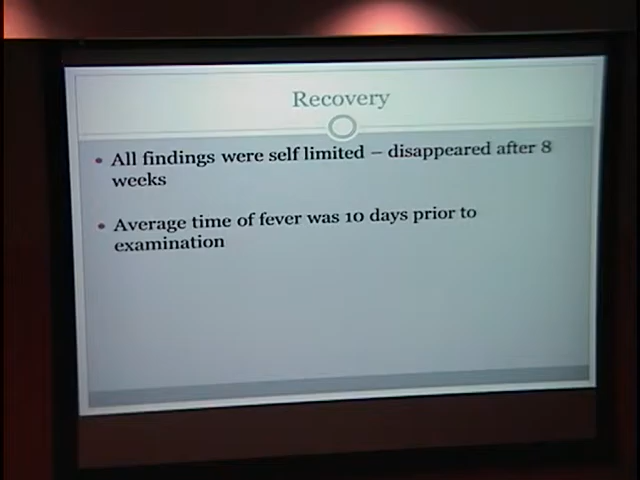 Recovery
• All findings were self limited – disappeared after 8
weeks
• Average time of fever was 10 days prior to
examination